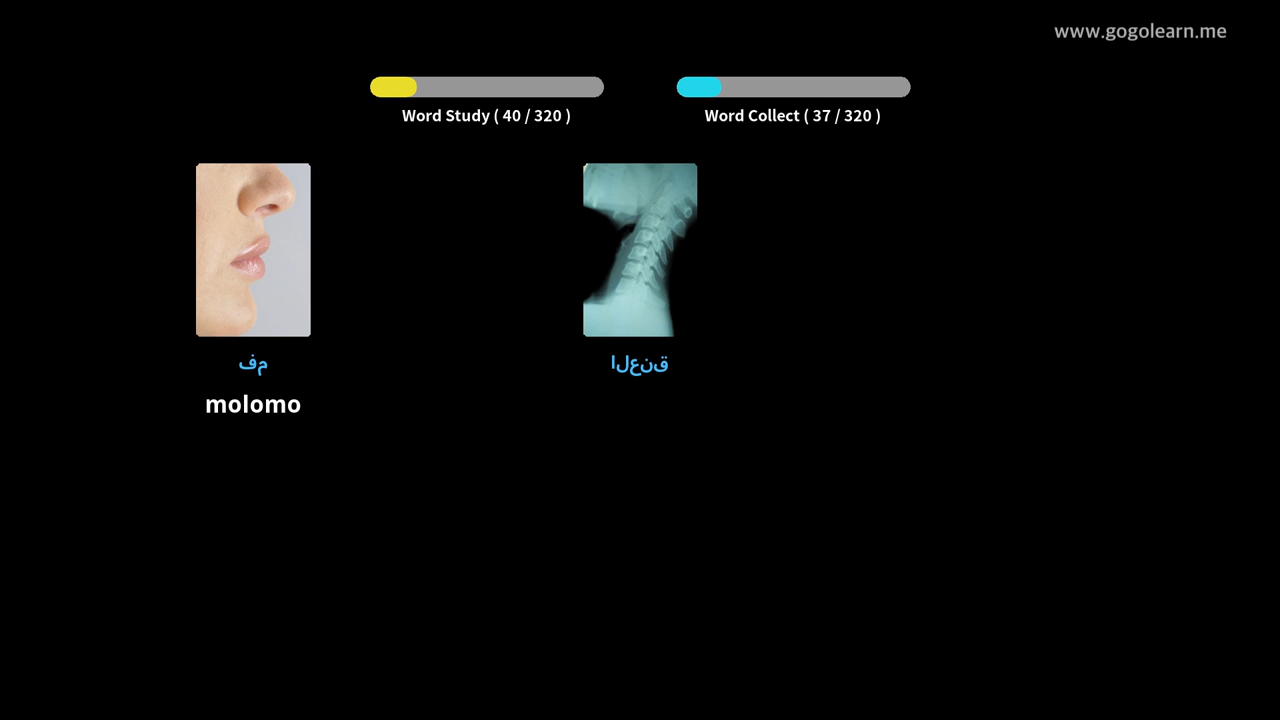 www.gogolearn.me
Word Study ( 40 / 320 )
Word Collect ( 37 / 320 )
فم
العنق
molomo